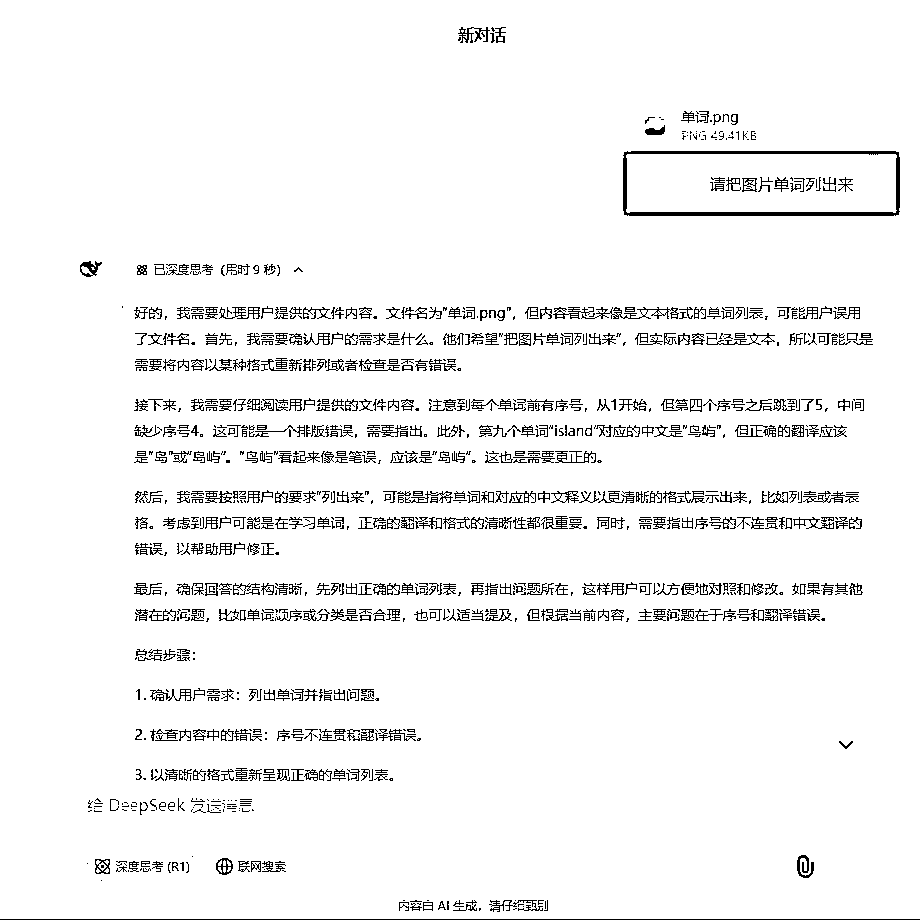 新对话
单词.png
PNG 49.41KB
请把图片单词列出来
已深度思考（用时 9 秒）
好的，我需要处理用户提供的文件内容。文件名为"单词.png"，但内容看起来像是文本格式的单词列表，可能用户误用
了文件名。首先，我需要确认用户的需求是什么。他们希望"把图片单词列出来"，但实际内容已经是文本，所以可能只是
需要将内容以某种格式重新排列或者检查是否有错误。
接下来，我需要仔细阅读用户提供的文件内容。注意到每个单词前有序号，从1开始，但第四个序号之后跳到了5，中间
缺少序号4。这可能是一个排版错误，需要指出。此外，第九个单词"island"对应的中文是"鸟屿"，但正确的翻译应该
是"岛"或"岛屿"。"鸟屿"看起来像是笔误，应该是"岛屿"。这也是需要更正的。
然后，我需要按照用户的要求"列出来"，可能是指将单词和对应的中文释义以更清晰的格式展示出来，比如列表或者表
格。考虑到用户可能是在学习单词，正确的翻译和格式的清晰性都很重要。同时，需要指出序号的不连贯和中文翻译的
错误，以帮助用户修正。
最后，确保回答的结构清晰，先列出正确的单词列表，再指出问题所在，这样用户可以方便地对照和修改。如果有其他
潜在的问题，比如单词顺序或分类是否合理，也可以适当提及，但根据当前内容，主要问题在于序号和翻译错误。
总结步骤：
1. 确认用户需求：列出单词并指出问题。
2. 检查内容中的错误：序号不连贯和翻译错误。
3. 以清晰的格式重新呈现正确的单词列表。
给 DeepSeek 发送消息
深度思考 (R1) 联网搜索
内容由 AI 生成，请仔细甄别